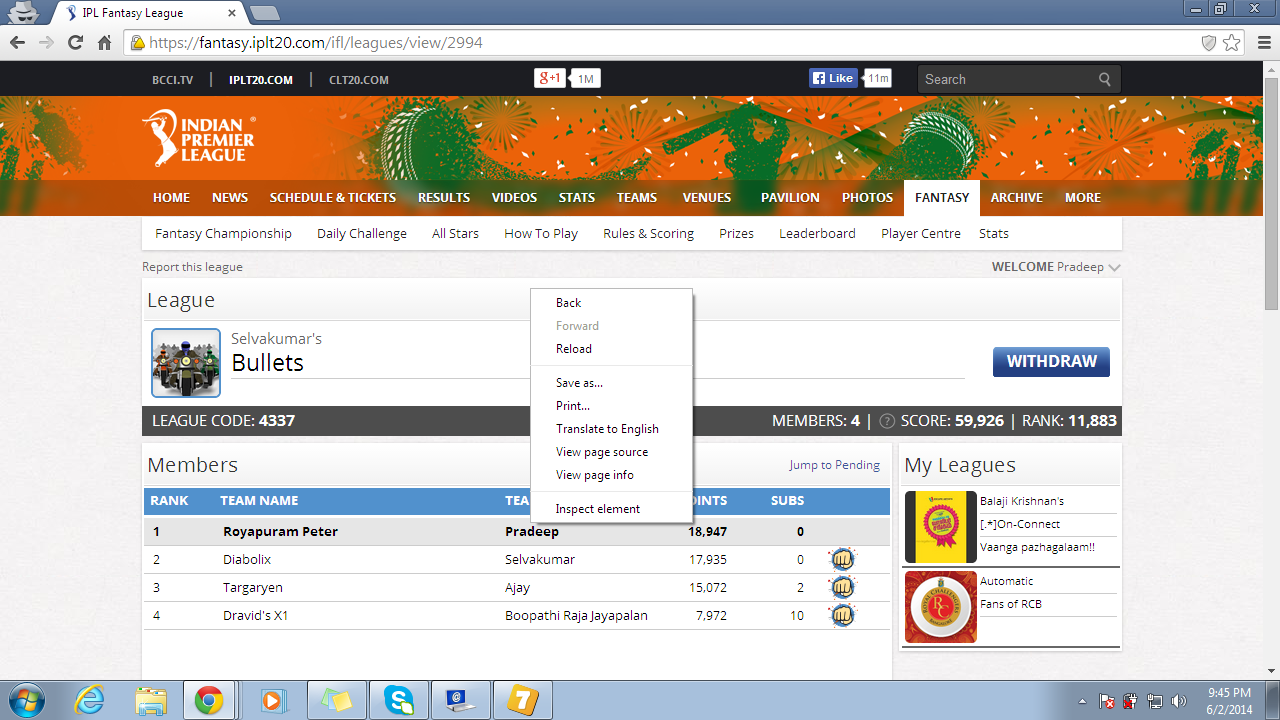 IPL Fantasy League
https://fantasy.iplt20.com/ifl/leagues/view/2994
BCCI.TV | IPLT20.COM | CLT20.COM
g+1 1M
Like 11m
Search
INDIAN
PREMIER
LEAGUE
HOME NEWS SCHEDULE & TICKETS RESULTS VIDEOS STATS TEAMS VENUES PAVILION PHOTOS FANTASY ARCHIVE MORE
Fantasy Championship Daily Challenge All Stars How To Play Rules & Scoring Prizes Leaderboard Player Centre Stats
Report this league
WELCOME Pradeep
League
Selvakumar's
Bullets
WITHDRAW
LEAGUE CODE: 4337
MEMBERS: 4 | ? SCORE: 59,926 | RANK: 11,883
Back
Forward
Reload
Save as...
Print...
Translate to English
View page source
View page info
Inspect element
Members
Jump to Pending
RANK TEAM NAME TEA INTS SUBS
1 Royapuram Peter Pradeep 18,947 0
2 Diabolix Selvakumar 17,935 0
3 Targaryen Ajay 15,072 2
4 Dravid's X1 Boopathi Raja Jayapalan 7,972 10
My Leagues
Balaji Krishnan's
[.*]On-Connect
Vaanga pazhagalaam!!
Automatic
Fans of RCB
9:45 PM
6/2/2014